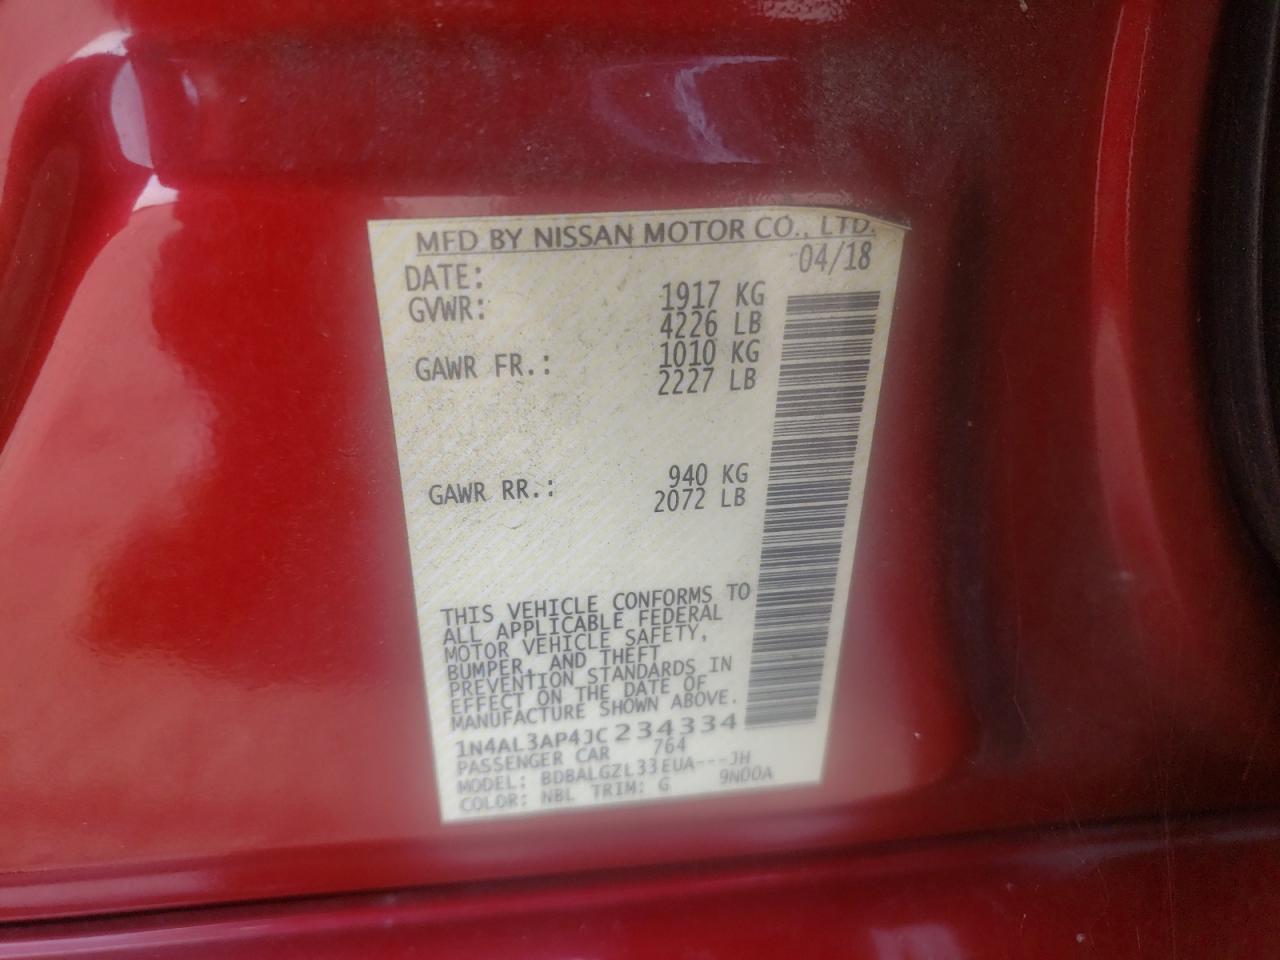 MFD BY NISSAN MOTOR CO., LTD.
DATE: 04/18
GVWR: 1917 KG
4226 LB
GAWR FR.: 1010 KG
2227 LB
GAWR RR.: 940 KG
2072 LB
THIS VEHICLE CONFORMS TO
ALL APPLICABLE FEDERAL
MOTOR VEHICLE SAFETY,
BUMPER, AND THEFT
PREVENTION STANDARDS IN
EFFECT ON THE DATE OF
MANUFACTURE SHOWN ABOVE.
1N4AL3AP4JC234334
PASSENGER CAR 764
MODEL: BDBALGZL33EUA---JH
COLOR: NBL TRIM: G 9N00A